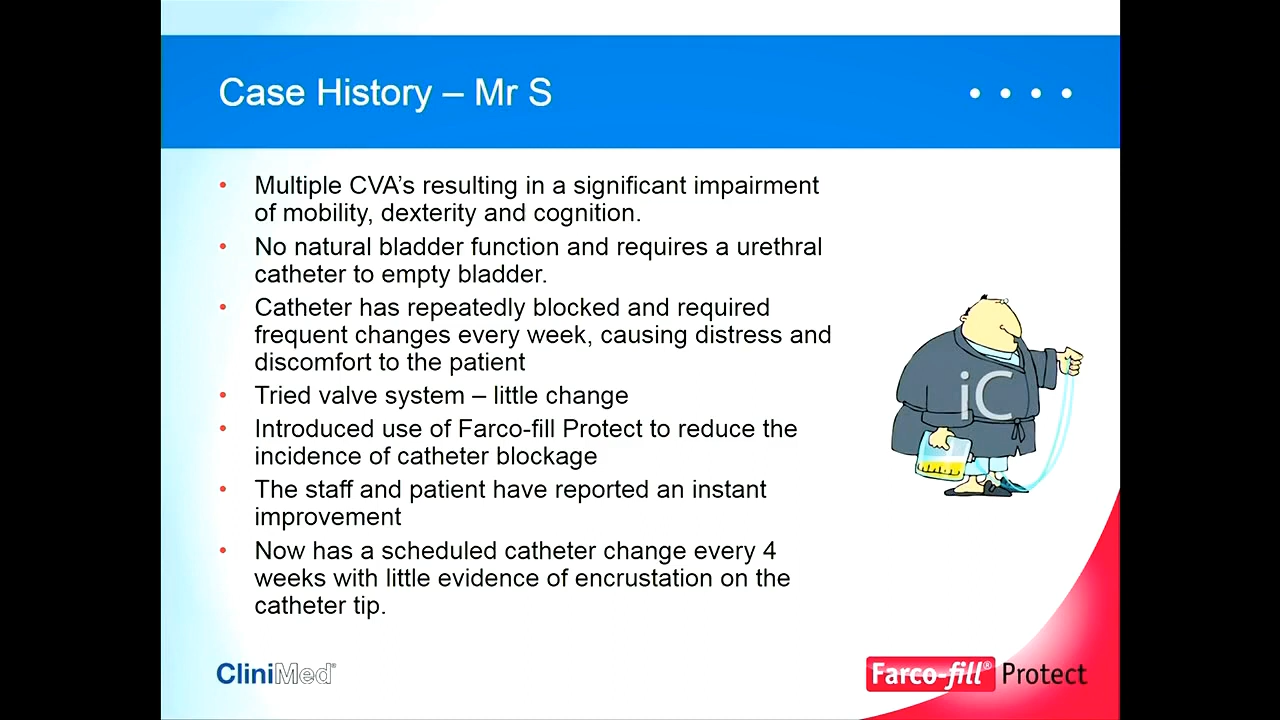 Case History – Mr S
• Multiple CVA's resulting in a significant impairment
of mobility, dexterity and cognition.
• No natural bladder function and requires a urethral
catheter to empty bladder.
• Catheter has repeatedly blocked and required
frequent changes every week, causing distress and
discomfort to the patient
• Tried valve system – little change
• Introduced use of Farco-fill Protect to reduce the
incidence of catheter blockage
• The staff and patient have reported an instant
improvement
• Now has a scheduled catheter change every 4
weeks with little evidence of encrustation on the
catheter tip.
iC
CliniMed®
Farco-fill® Protect